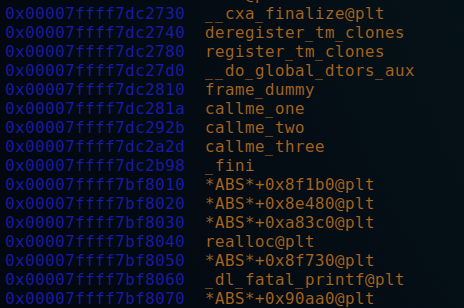 0x00007ffff7dc2730 __cxa_finalize@plt
0x00007ffff7dc2740 deregister_tm_clones
0x00007ffff7dc2780 register_tm_clones
0x00007ffff7dc27d0 __do_global_dtors_aux
0x00007ffff7dc2810 frame_dummy
0x00007ffff7dc281a callme_one
0x00007ffff7dc292b callme_two
0x00007ffff7dc2a2d callme_three
0x00007ffff7dc2b98 _fini
0x00007ffff7bf8010 *ABS*+0x8f1b0@plt
0x00007ffff7bf8020 *ABS*+0x8e480@plt
0x00007ffff7bf8030 *ABS*+0xa83c0@plt
0x00007ffff7bf8040 realloc@plt
0x00007ffff7bf8050 *ABS*+0x8f730@plt
0x00007ffff7bf8060 _dl_fatal_printf@plt
0x00007ffff7bf8070 *ABS*+0x90aa0@plt